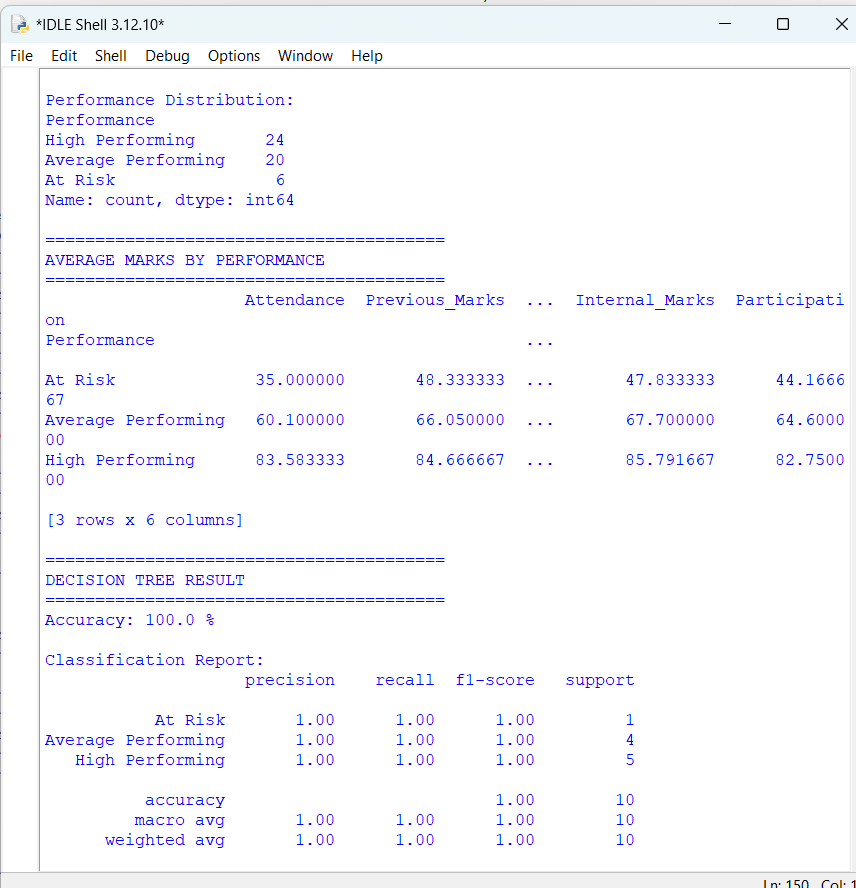 *IDLE Shell 3.12.10*
File Edit Shell Debug Options Window Help
Performance Distribution:
Performance
High Performing       24
Average Performing    20
At Risk                6
Name: count, dtype: int64
========================================
AVERAGE MARKS BY PERFORMANCE
========================================
                    Attendance  Previous_Marks  ...  Internal_Marks  Participati
on
Performance                                     ...
At Risk              35.000000       48.333333  ...       47.833333      44.1666
67
Average Performing   60.100000       66.050000  ...       67.700000      64.6000
00
High Performing      83.583333       84.666667  ...       85.791667      82.7500
00
[3 rows x 6 columns]
========================================
DECISION TREE RESULT
========================================
Accuracy: 100.0 %
Classification Report:
                    precision    recall  f1-score   support
           At Risk       1.00      1.00      1.00         1
Average Performing       1.00      1.00      1.00         4
   High Performing       1.00      1.00      1.00         5
          accuracy                           1.00        10
         macro avg       1.00      1.00      1.00        10
      weighted avg       1.00      1.00      1.00        10
Ln: 150 Col: 1